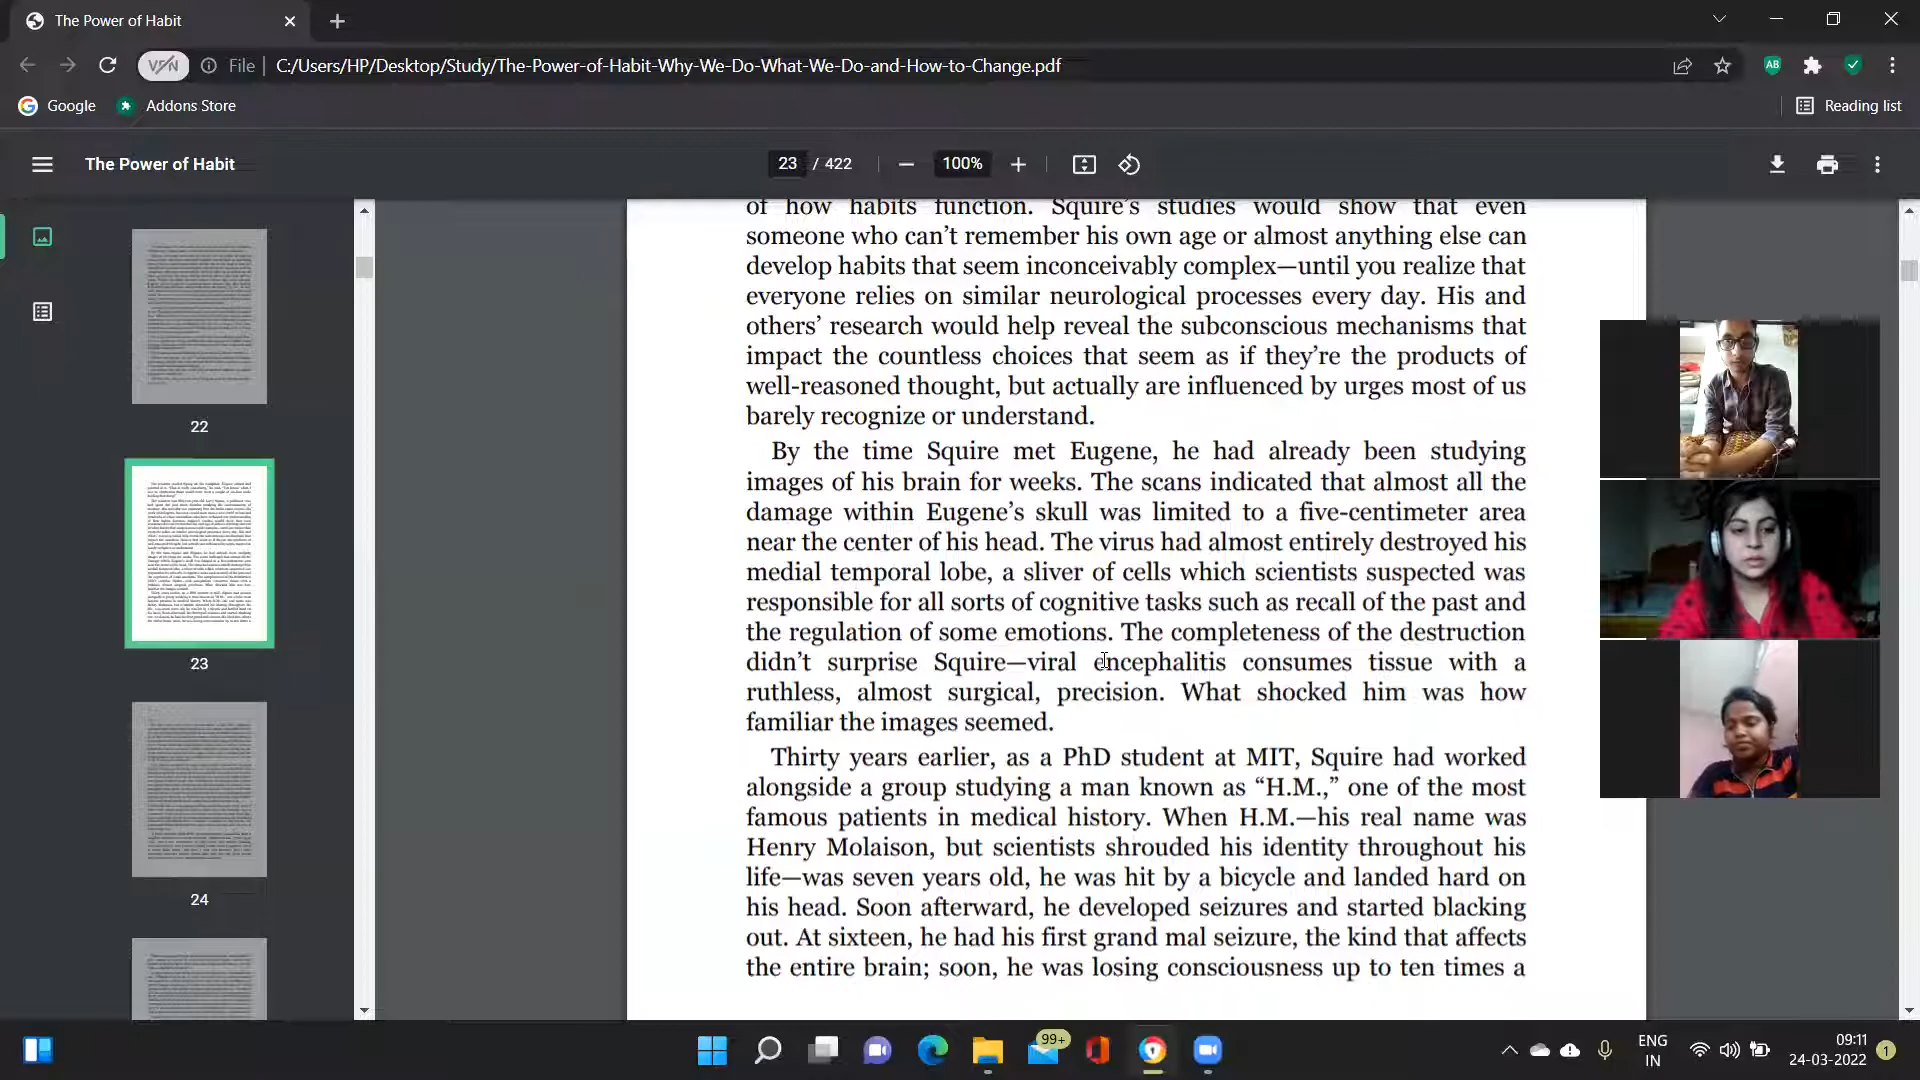 The Power of Habit
VPN
File
C:/Users/HP/Desktop/Study/The-Power-of-Habit-Why-We-Do-What-We-Do-and-How-to-Change.pdf
AB
Google
Addons Store
Reading list
The Power of Habit
23 / 422
100%
22
23
24
of how habits function. Squire’s studies would show that even
someone who can’t remember his own age or almost anything else can
develop habits that seem inconceivably complex—until you realize that
everyone relies on similar neurological processes every day. His and
others’ research would help reveal the subconscious mechanisms that
impact the countless choices that seem as if they’re the products of
well-reasoned thought, but actually are influenced by urges most of us
barely recognize or understand.
By the time Squire met Eugene, he had already been studying
images of his brain for weeks. The scans indicated that almost all the
damage within Eugene’s skull was limited to a five-centimeter area
near the center of his head. The virus had almost entirely destroyed his
medial temporal lobe, a sliver of cells which scientists suspected was
responsible for all sorts of cognitive tasks such as recall of the past and
the regulation of some emotions. The completeness of the destruction
didn’t surprise Squire—viral encephalitis consumes tissue with a
ruthless, almost surgical, precision. What shocked him was how
familiar the images seemed.
Thirty years earlier, as a PhD student at MIT, Squire had worked
alongside a group studying a man known as “H.M.,” one of the most
famous patients in medical history. When H.M.—his real name was
Henry Molaison, but scientists shrouded his identity throughout his
life—was seven years old, he was hit by a bicycle and landed hard on
his head. Soon afterward, he developed seizures and started blacking
out. At sixteen, he had his first grand mal seizure, the kind that affects
the entire brain; soon, he was losing consciousness up to ten times a
99+
ENG
IN
09:11
24-03-2022
1